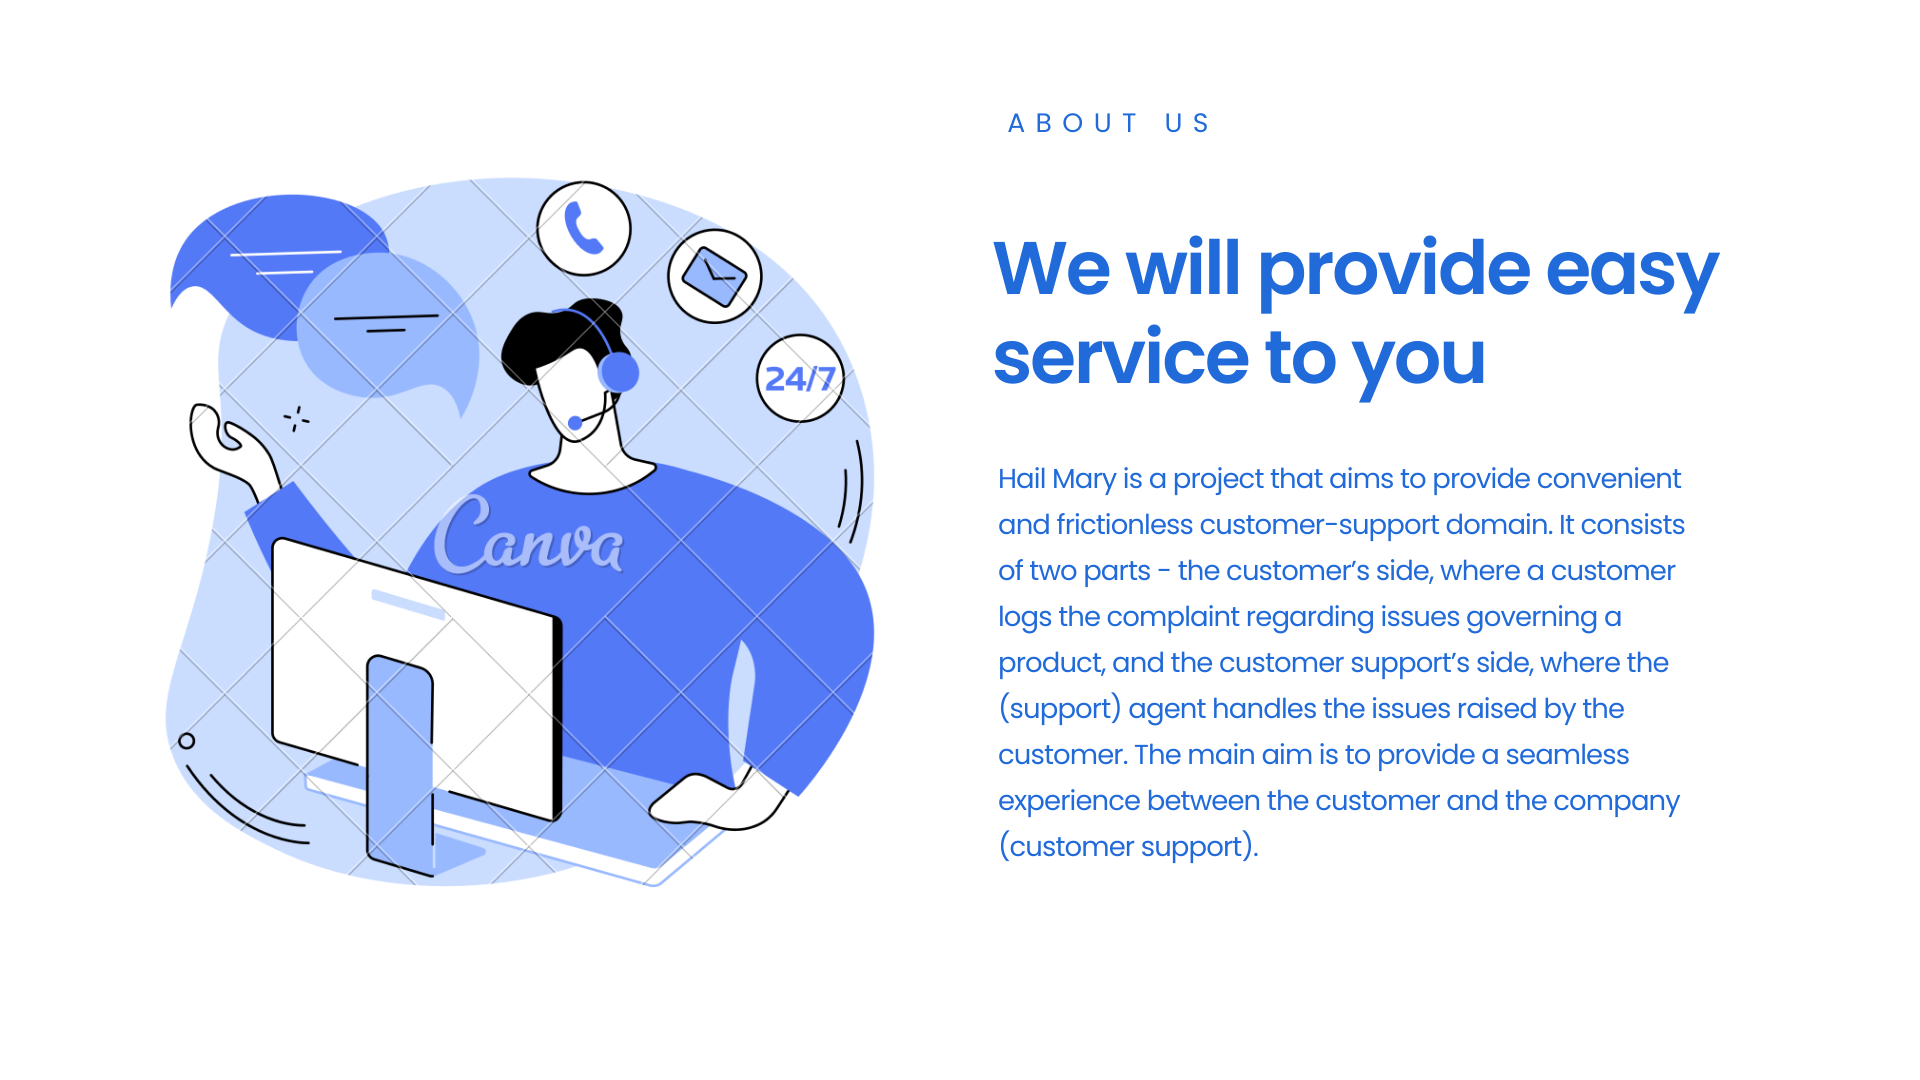 ABOUT US
We will provide easy
service to you
24/7
Canva
Hail Mary is a project that aims to provide convenient
and frictionless customer-support domain. It consists
of two parts - the customer’s side, where a customer
logs the complaint regarding issues governing a
product, and the customer support’s side, where the
(support) agent handles the issues raised by the
customer. The main aim is to provide a seamless
experience between the customer and the company
(customer support).